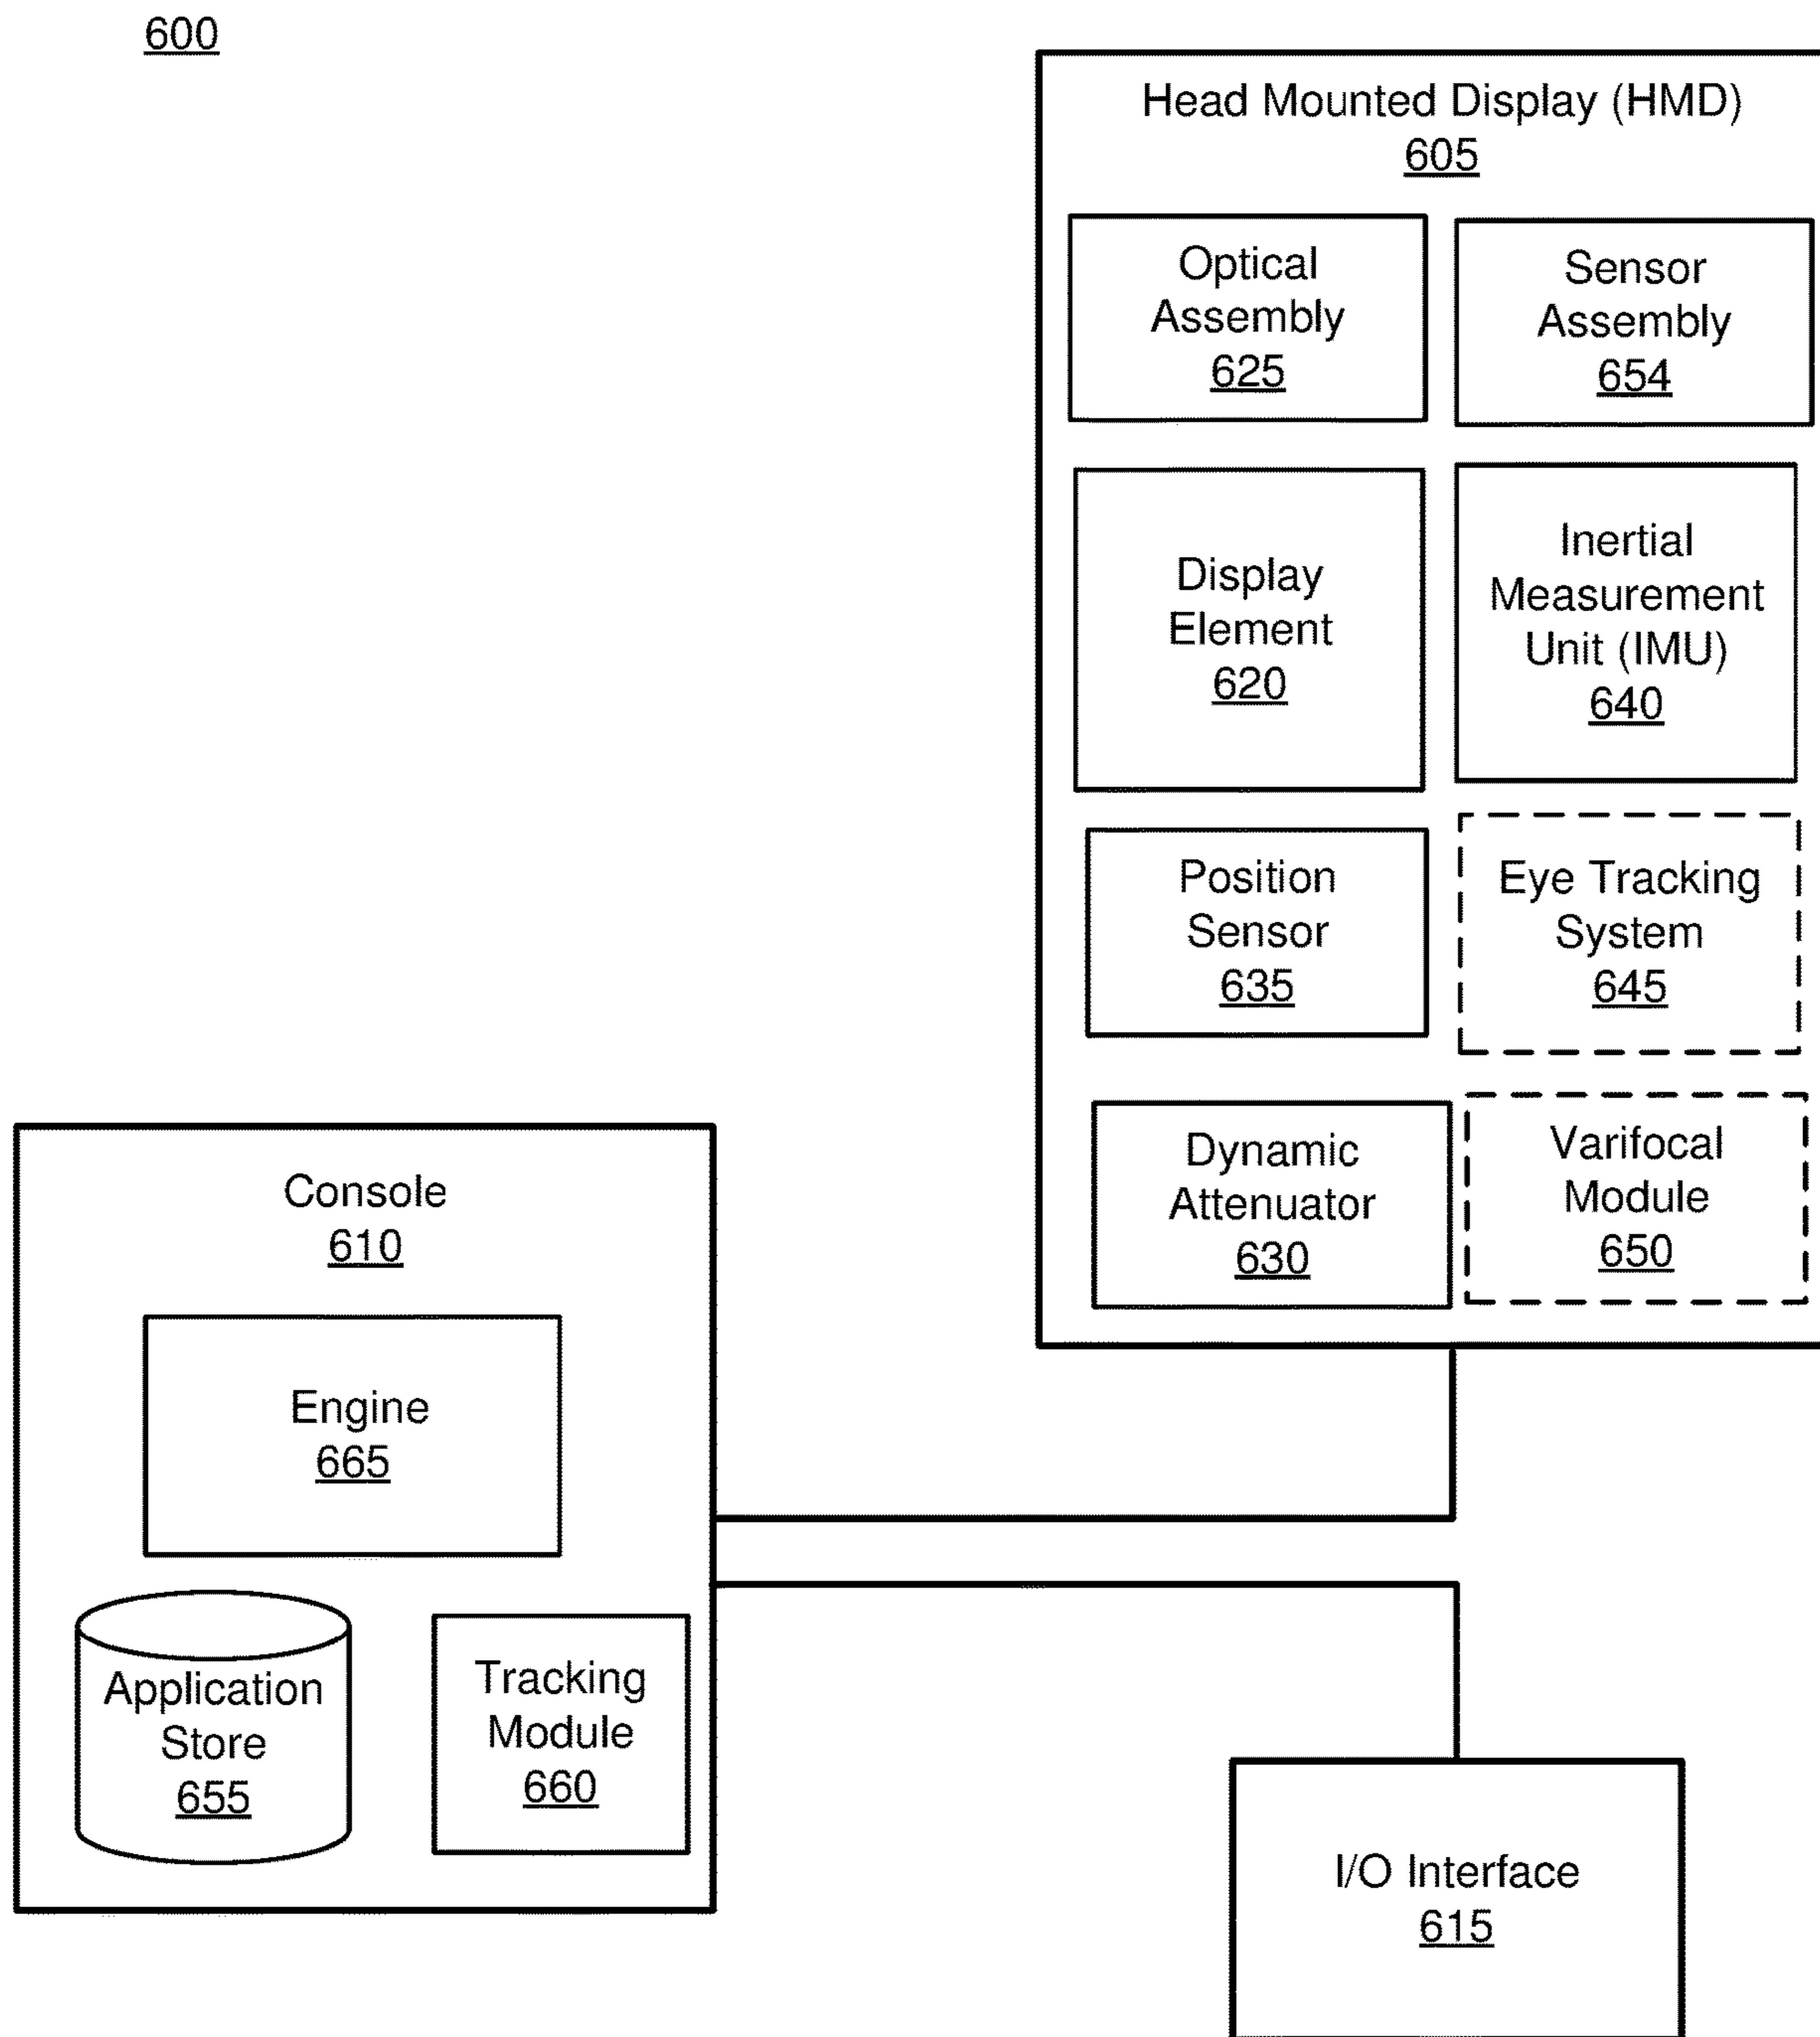 600
Head Mounted Display (HMD)
605
Optical
Assembly
625
Sensor
Assembly
654
Display
Element
620
Inertial
Measurement
Unit (IMU)
640
Position
Sensor
635
Eye Tracking
System
645
Dynamic
Attenuator
630
Varifocal
Module
650
Console
610
Engine
665
Application
Store
655
Tracking
Module
660
I/O Interface
615